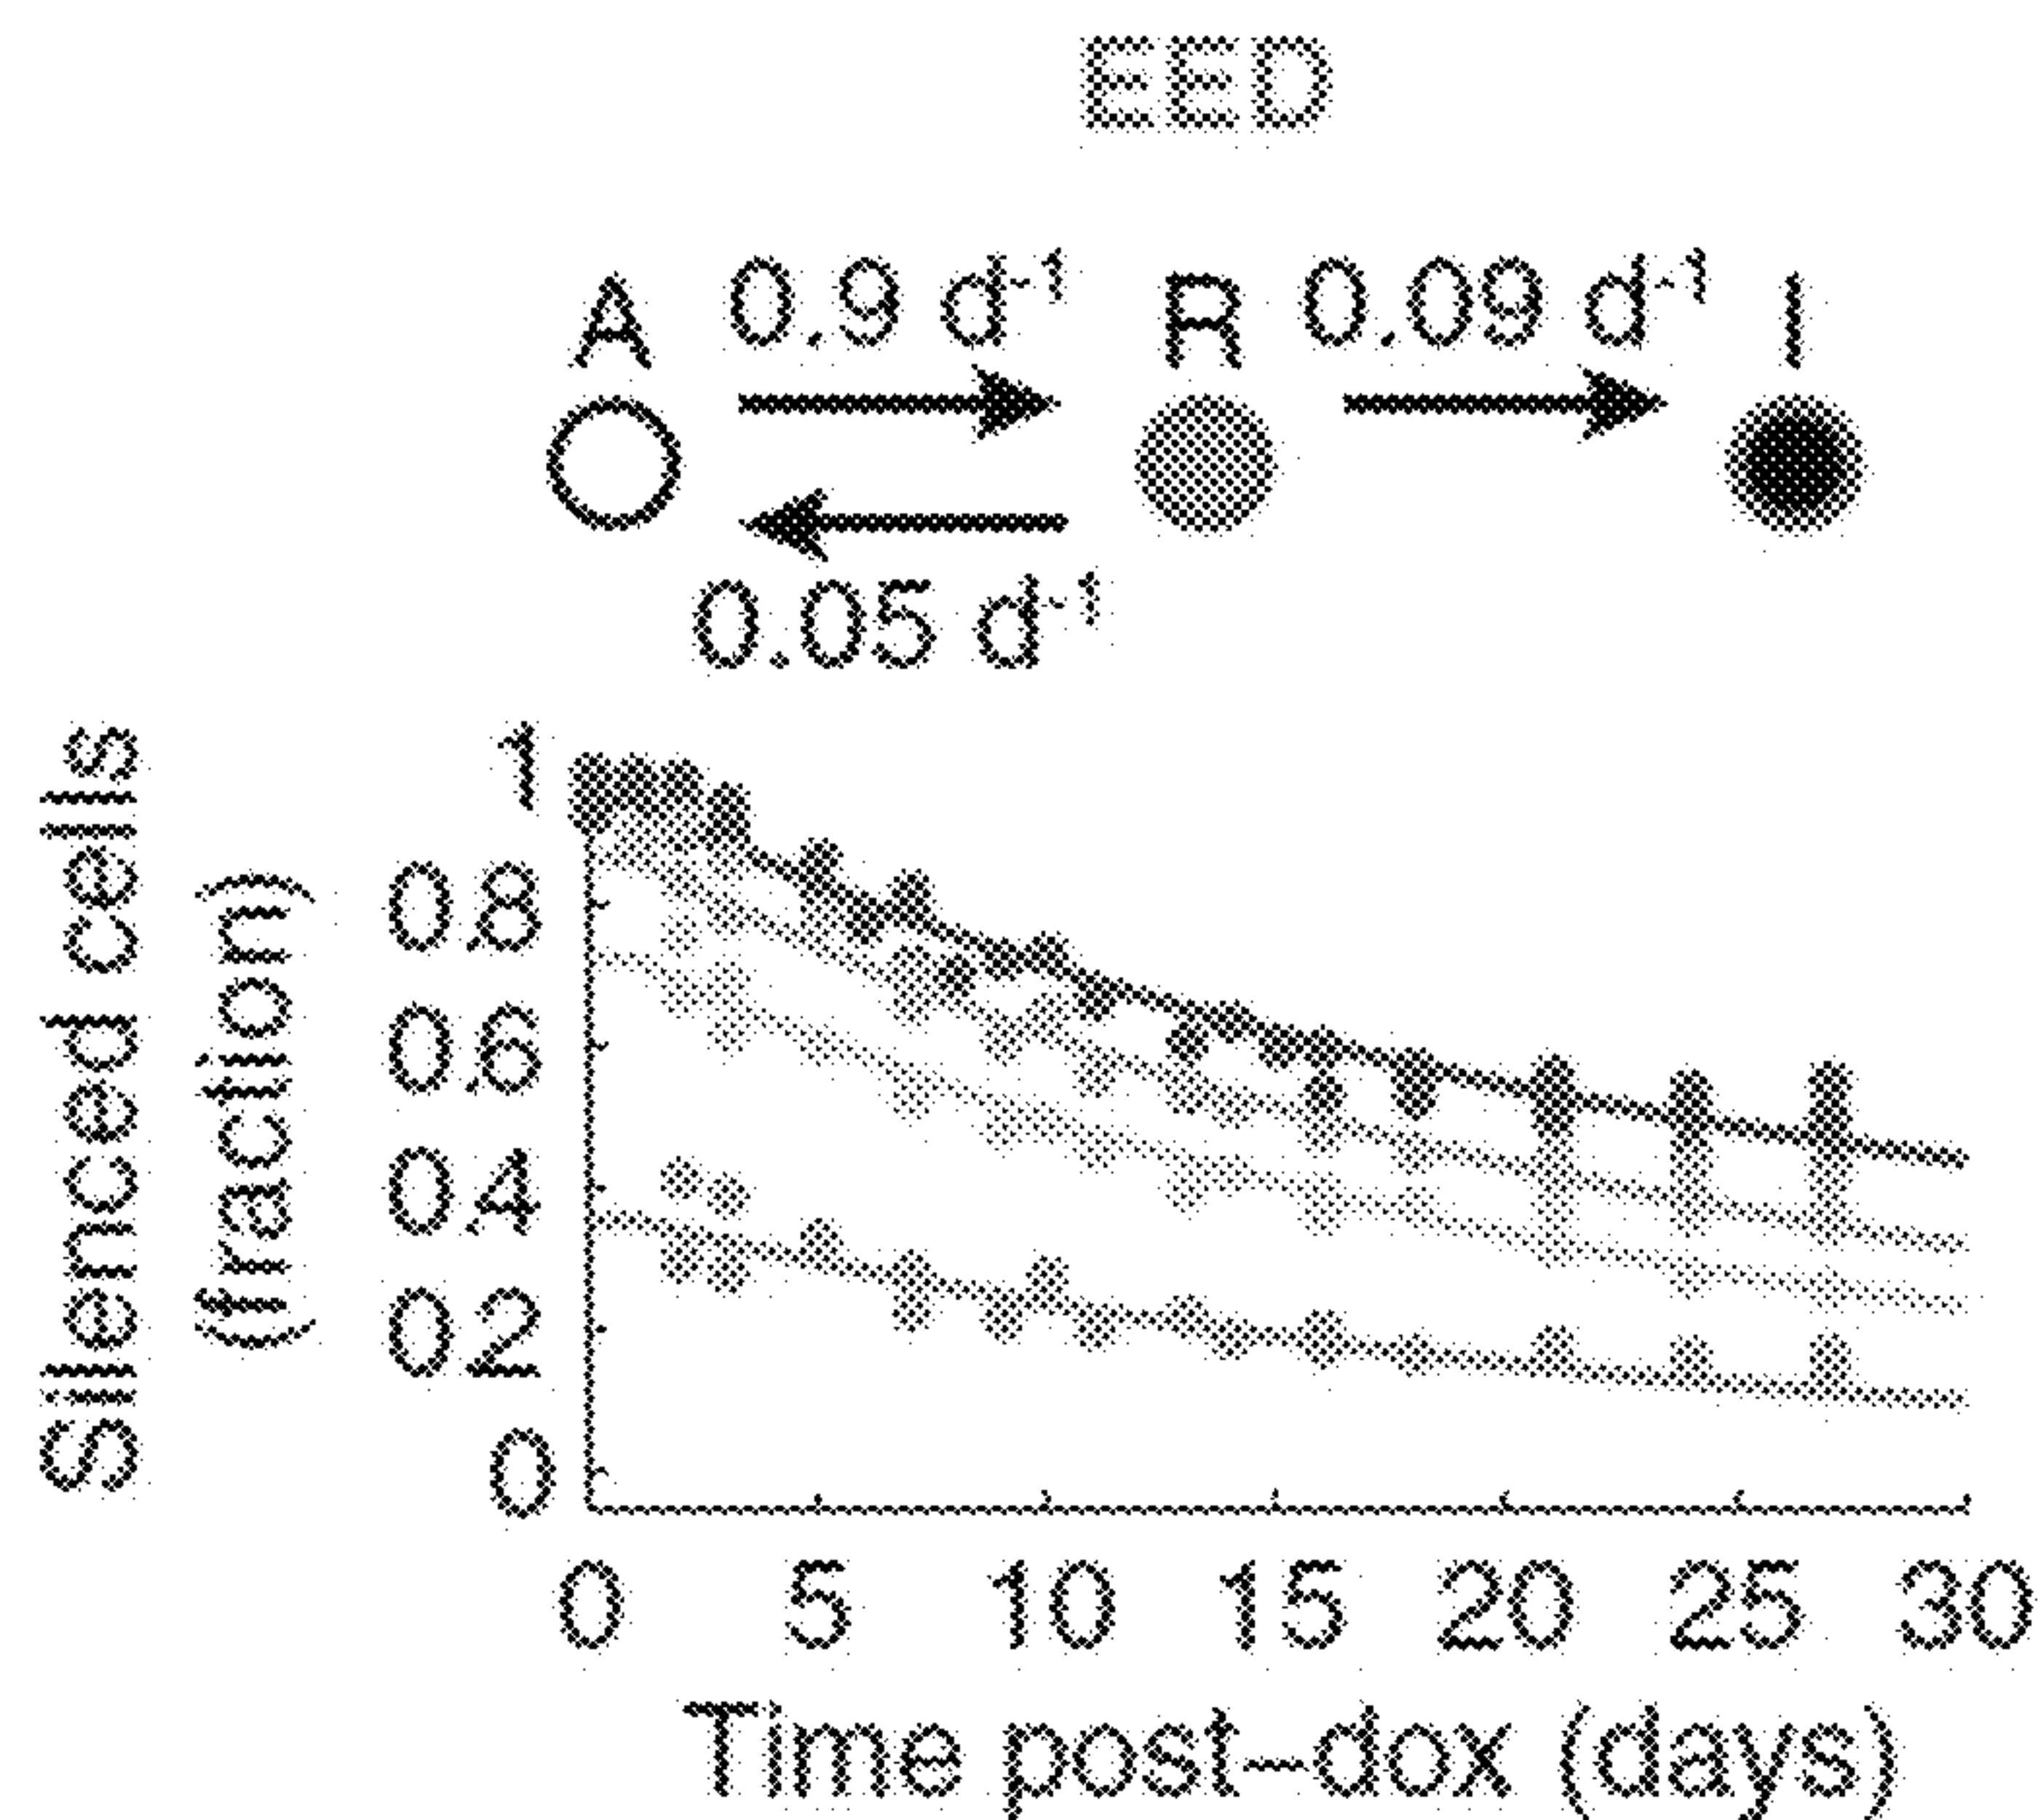 EED
A 0.9 d-1 R 0.09 d-1 I
0.05 d-1
Silenced cells
(fraction)
1
0.8
0.6
0.4
0.2
0
0 5 10 15 20 25 30
Time post-dox (days)